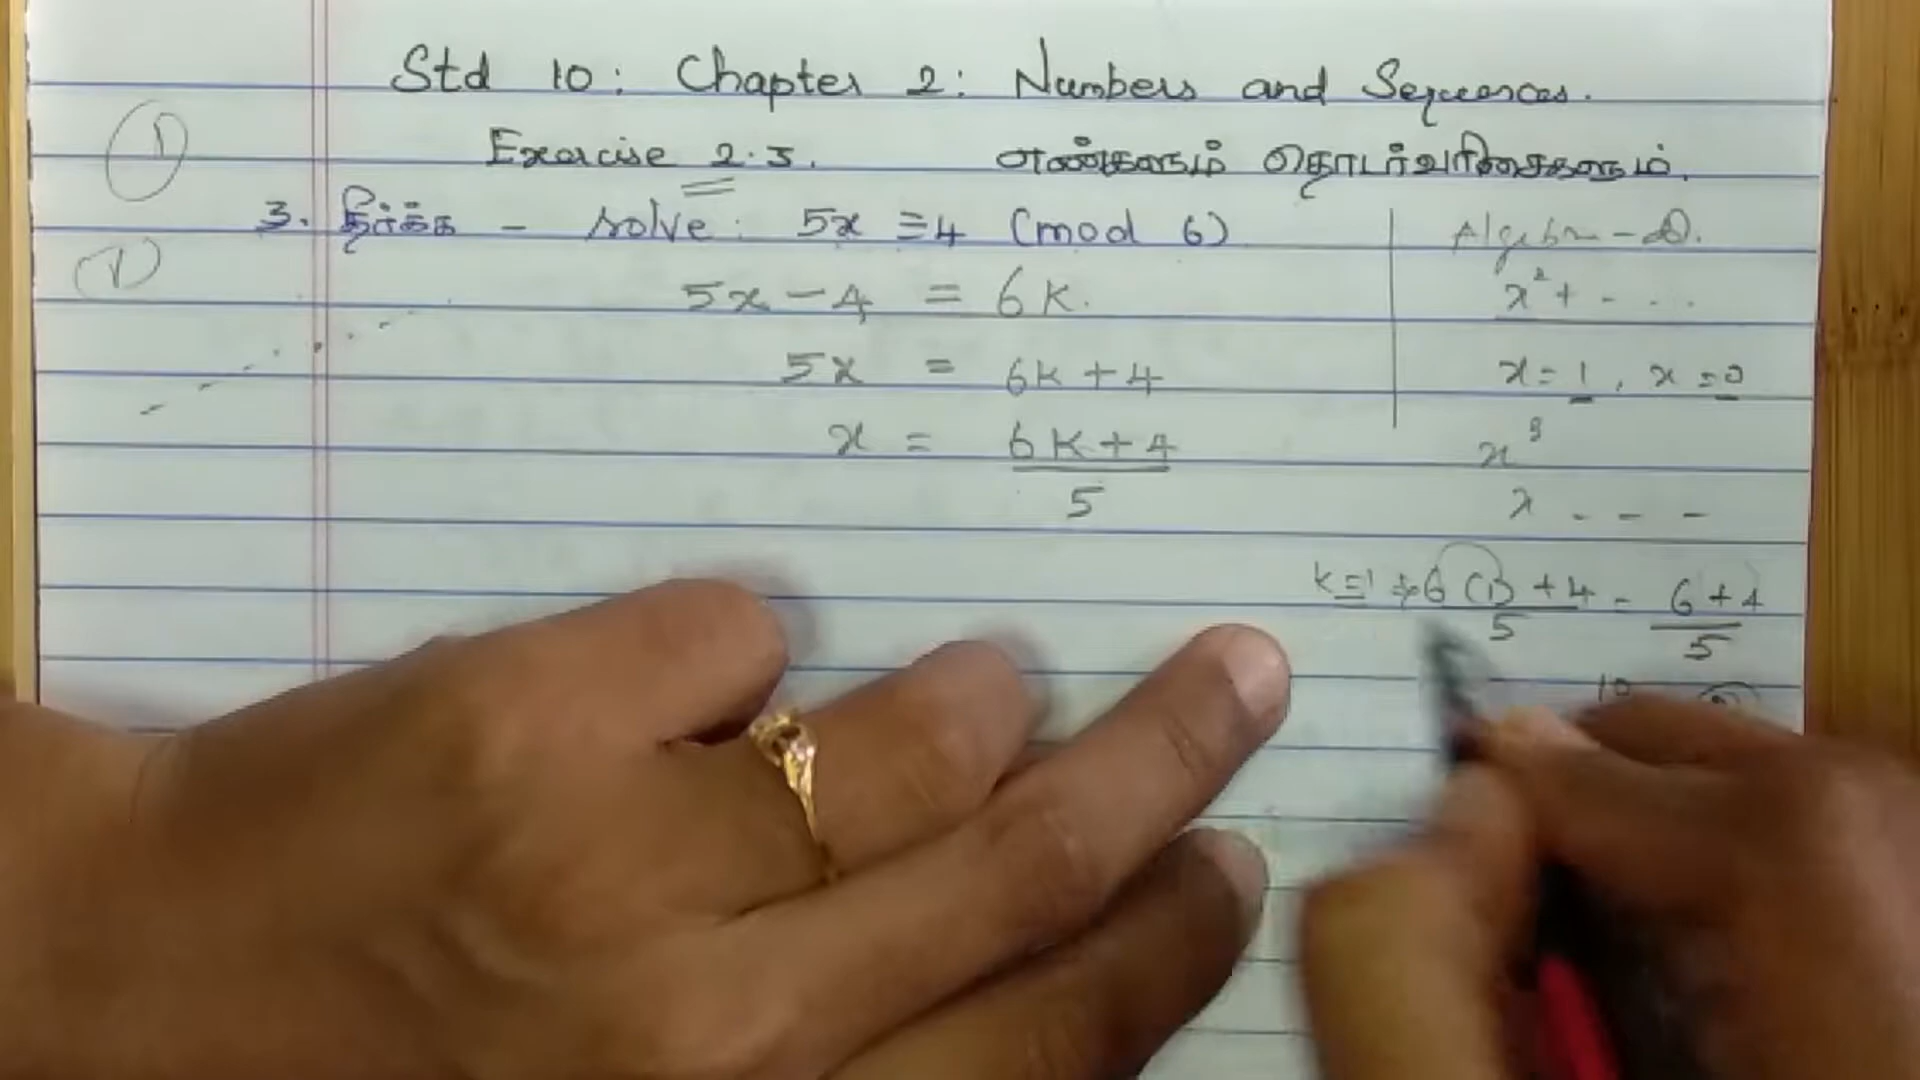 Std 10: Chapter 2: Numbers and Sequences.
Exercise 2.3. எண்களும் தொடர்வரிசைகளும்.
3. தீர்க்க - solve: 5x ≡ 4 (mod 6)
5x - 4 = 6k.
5x = 6k + 4
x = 6k + 4 / 5
Algebra -
x² + - . . .
x = 1, x = 0
x³
x - - -
k = 1 ⇒ 6 (1) + 4 / 5 = 6 + 4 / 5
10